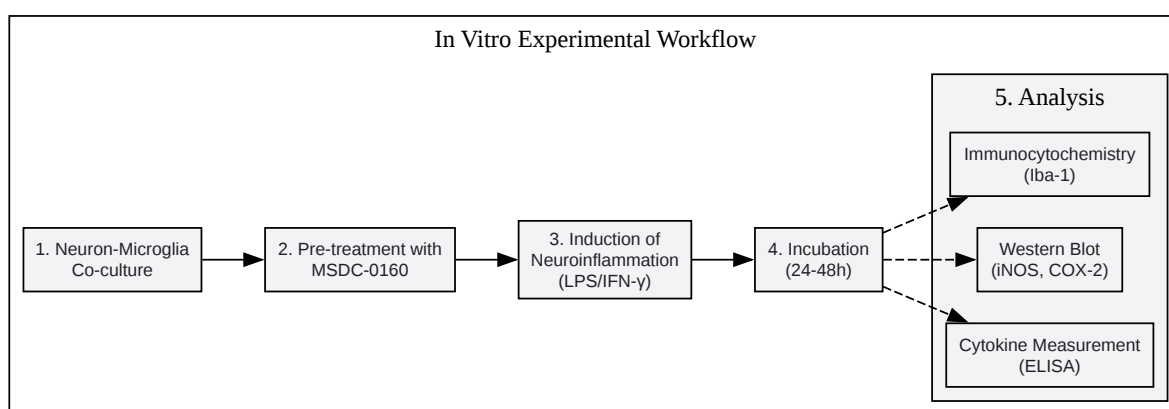 In Vitro Experimental Workflow
5. Analysis
1. Neuron-Microglia
Co-culture
2. Pre-treatment with
MSDC-0160
3. Induction of
Neuroinflammation
(LPS/IFN-γ)
4. Incubation
(24-48h)
Immunocytochemistry
(Iba-1)
Western Blot
(iNOS, COX-2)
Cytokine Measurement
(ELISA)